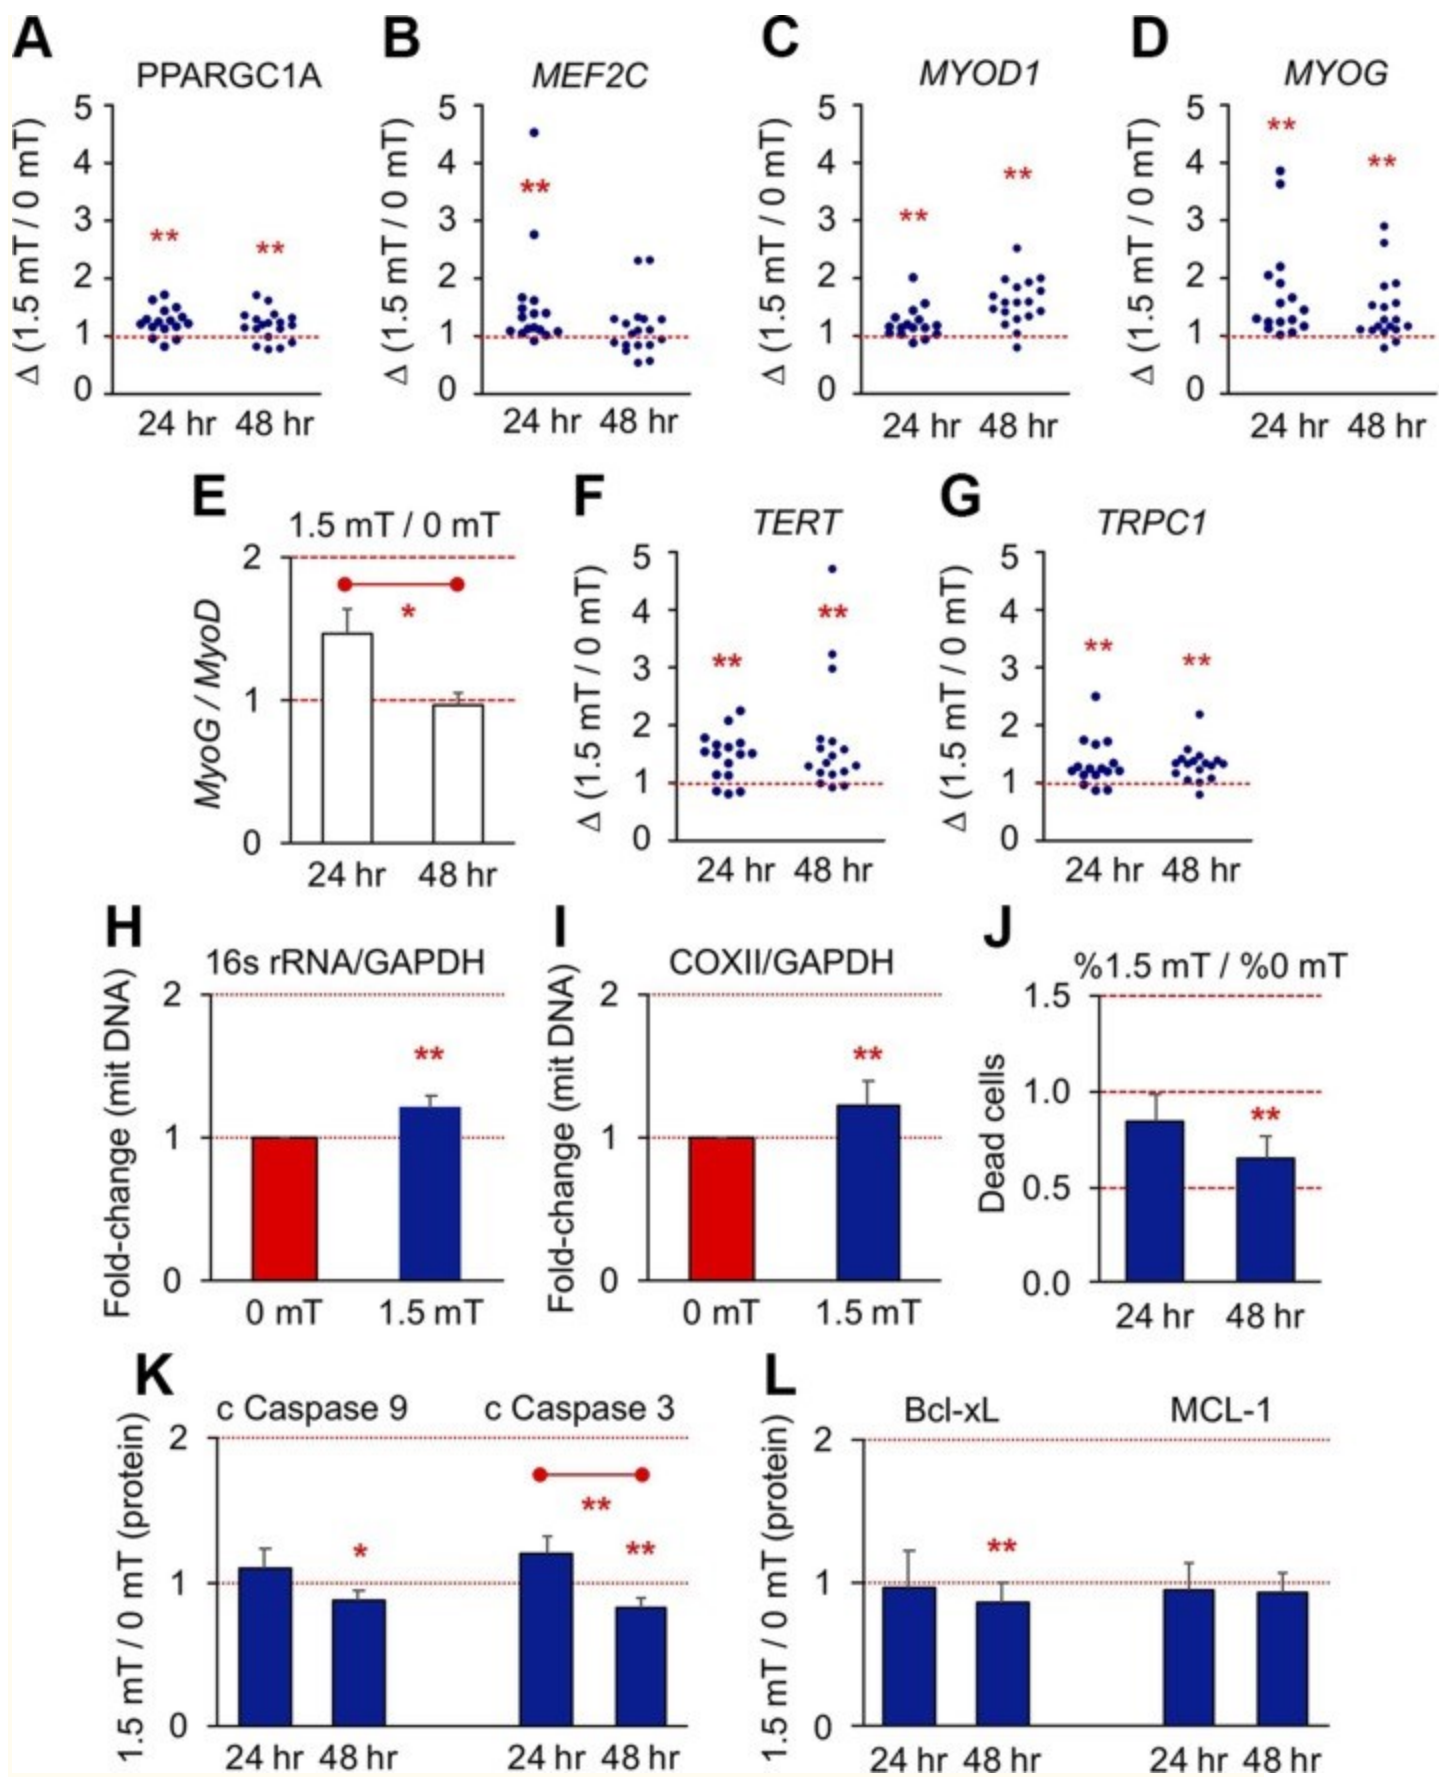 A
B
C
D
PPARGC1A
MEF2C
MYOD1
MYOG
Δ (1.5 mT / 0 mT)
5
4
3
2
1
0
**
**
24 hr 48 hr
Δ (1.5 mT / 0 mT)
5
4
3
2
1
0
**
24 hr 48 hr
Δ (1.5 mT / 0 mT)
5
4
3
2
1
0
**
**
24 hr 48 hr
Δ (1.5 mT / 0 mT)
5
4
3
2
1
0
**
**
24 hr 48 hr
E
1.5 mT / 0 mT
MyoG / MyoD
2
1
0
*
24 hr 48 hr
F
TERT
Δ (1.5 mT / 0 mT)
5
4
3
2
1
0
**
**
24 hr 48 hr
G
TRPC1
Δ (1.5 mT / 0 mT)
5
4
3
2
1
0
**
**
24 hr 48 hr
H
16s rRNA/GAPDH
Fold-change (mit DNA)
2
1
0
**
0 mT 1.5 mT
I
COXII/GAPDH
Fold-change (mit DNA)
2
1
0
**
0 mT 1.5 mT
J
%1.5 mT / %0 mT
Dead cells
1.5
1.0
0.5
0.0
**
24 hr 48 hr
K
c Caspase 9 c Caspase 3
1.5 mT / 0 mT (protein)
2
1
0
*
**
**
24 hr 48 hr 24 hr 48 hr
L
Bcl-xL MCL-1
1.5 mT / 0 mT (protein)
2
1
0
**
24 hr 48 hr 24 hr 48 hr